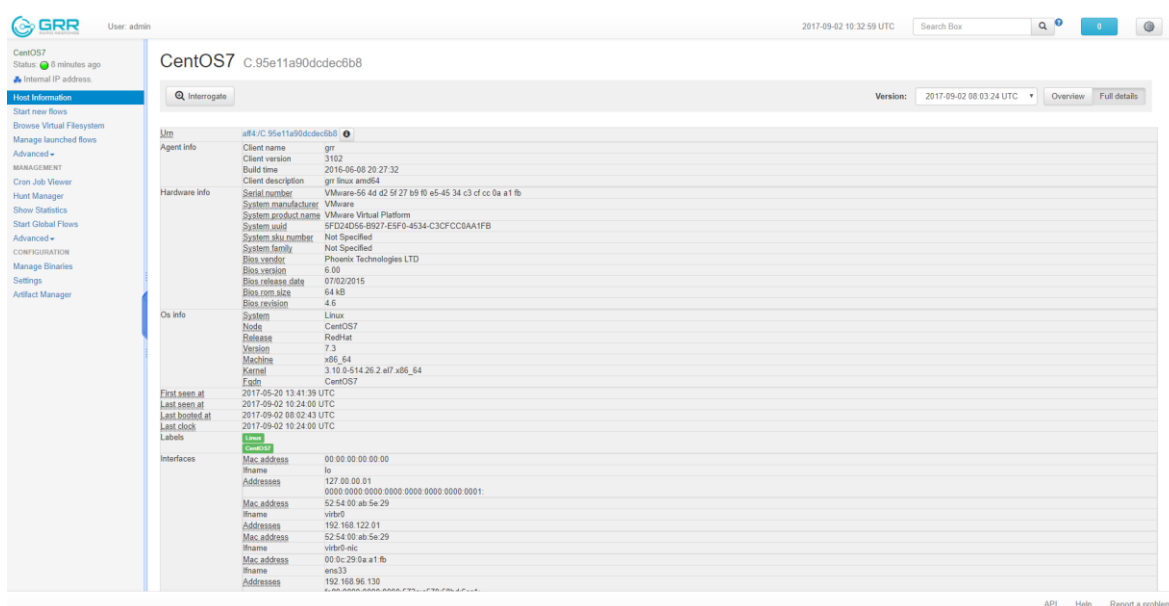 GRR User: admin 2017-09-02 10:32:59 UTC Search Box 0
CentOS7
Status: 8 minutes ago
Internal IP address.
Host Information
Start new flows
Browse Virtual Filesystem
Manage launched flows
Advanced
MANAGEMENT
Cron Job Viewer
Hunt Manager
Show Statistics
Start Global Flows
Advanced
CONFIGURATION
Manage Binaries
Settings
Artifact Manager
CentOS7 C.95e11a90dcdec6b8
Interrogate Version: 2017-09-02 08:03:24 UTC Overview Full details
Urn aff4:/C.95e11a90dcdec6b8
Agent info Client name grr
Client version 3102
Build time 2016-06-08 20:27:32
Client description grr linux amd64
Hardware info Serial number VMware-56 4d d2 5f 27 b9 f0 e5-45 34 c3 cf cc 0a a1 fb
System manufacturer VMware
System product name VMware Virtual Platform
System uuid 5FD24D56-B927-E5F0-4534-C3CFCC0AA1FB
System sku number Not Specified
System family Not Specified
Bios vendor Phoenix Technologies LTD
Bios version 6.00
Bios release date 07/02/2015
Bios rom size 64 kB
Bios revision 4.6
Os info System Linux
Node CentOS7
Release RedHat
Version 7.3
Machine x86_64
Kernel 3.10.0-514.26.2.el7.x86_64
Fqdn CentOS7
First seen at 2017-05-20 13:41:39 UTC
Last seen at 2017-09-02 10:24:00 UTC
Last booted at 2017-09-02 08:02:43 UTC
Last clock 2017-09-02 10:24:00 UTC
Labels Linux
CentOS7
Interfaces Mac address 00:00:00:00:00:00
Ifname lo
Addresses 127.00.00.01
0000:0000:0000:0000:0000:0000:0000:0001:
Mac address 52:54:00:ab:5e:29
Ifname virbr0
Addresses 192.168.122.01
Mac address 52:54:00:ab:5e:29
Ifname virbr0-nic
Mac address 00:0c:29:0a:a1:fb
Ifname ens33
Addresses 192.168.96.130
API Help Report a problem